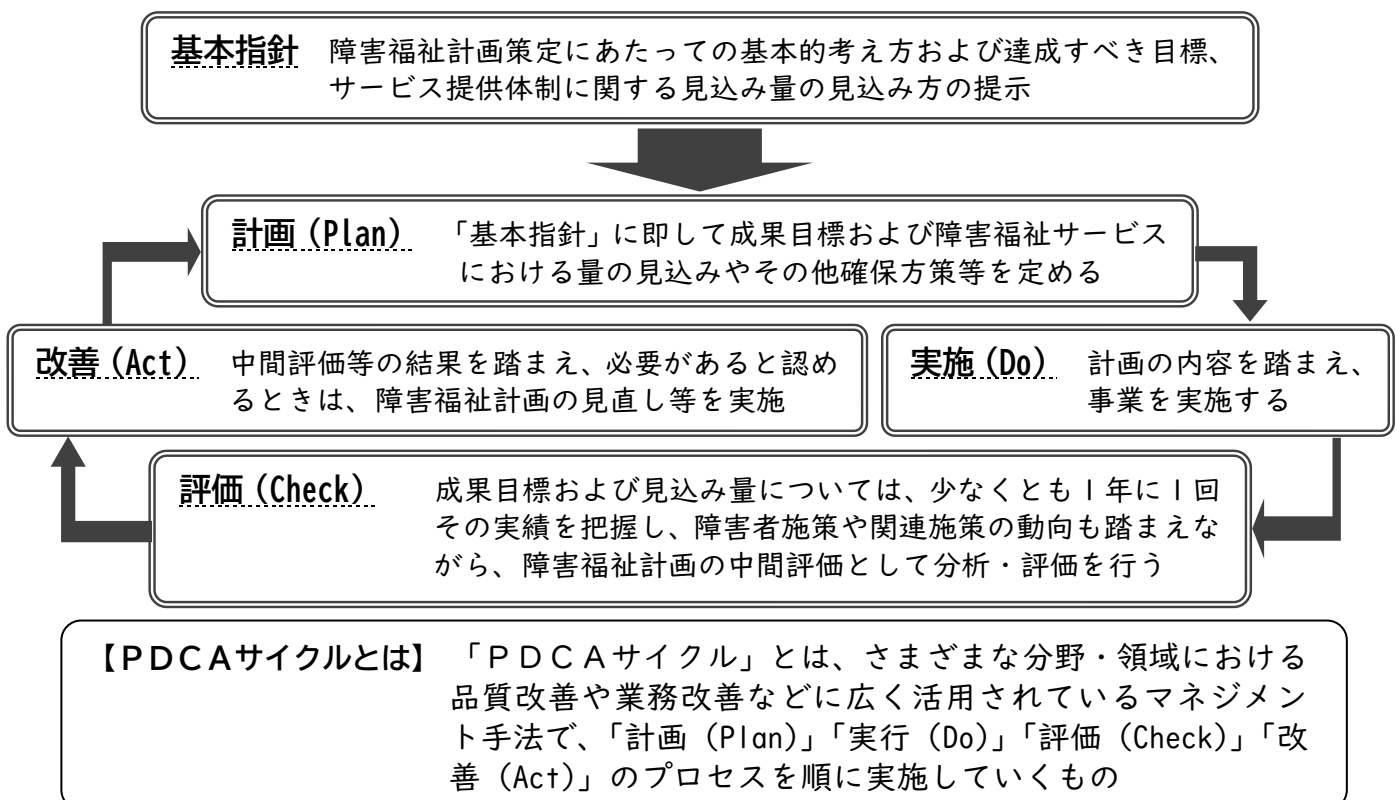 基本指針 障害福祉計画策定にあたっての基本的考え方および達成すべき目標、
サービス提供体制に関する見込み量の見込み方の提示
計画（Plan） 「基本指針」に即して成果目標および障害福祉サービス
における量の見込みやその他確保方策等を定める
改善（Act） 中間評価等の結果を踏まえ、必要があると認め
るときは、障害福祉計画の見直し等を実施
実施（Do） 計画の内容を踏まえ、
事業を実施する
評価（Check） 成果目標および見込み量については、少なくとも１年に１回
その実績を把握し、障害者施策や関連施策の動向も踏まえな
がら、障害福祉計画の中間評価として分析・評価を行う
【ＰＤＣＡサイクルとは】 「ＰＤＣＡサイクル」とは、さまざまな分野・領域における
品質改善や業務改善などに広く活用されているマネジメン
ト手法で、「計画（Plan）」「実行（Do）」「評価（Check）」「改
善（Act）」のプロセスを順に実施していくもの